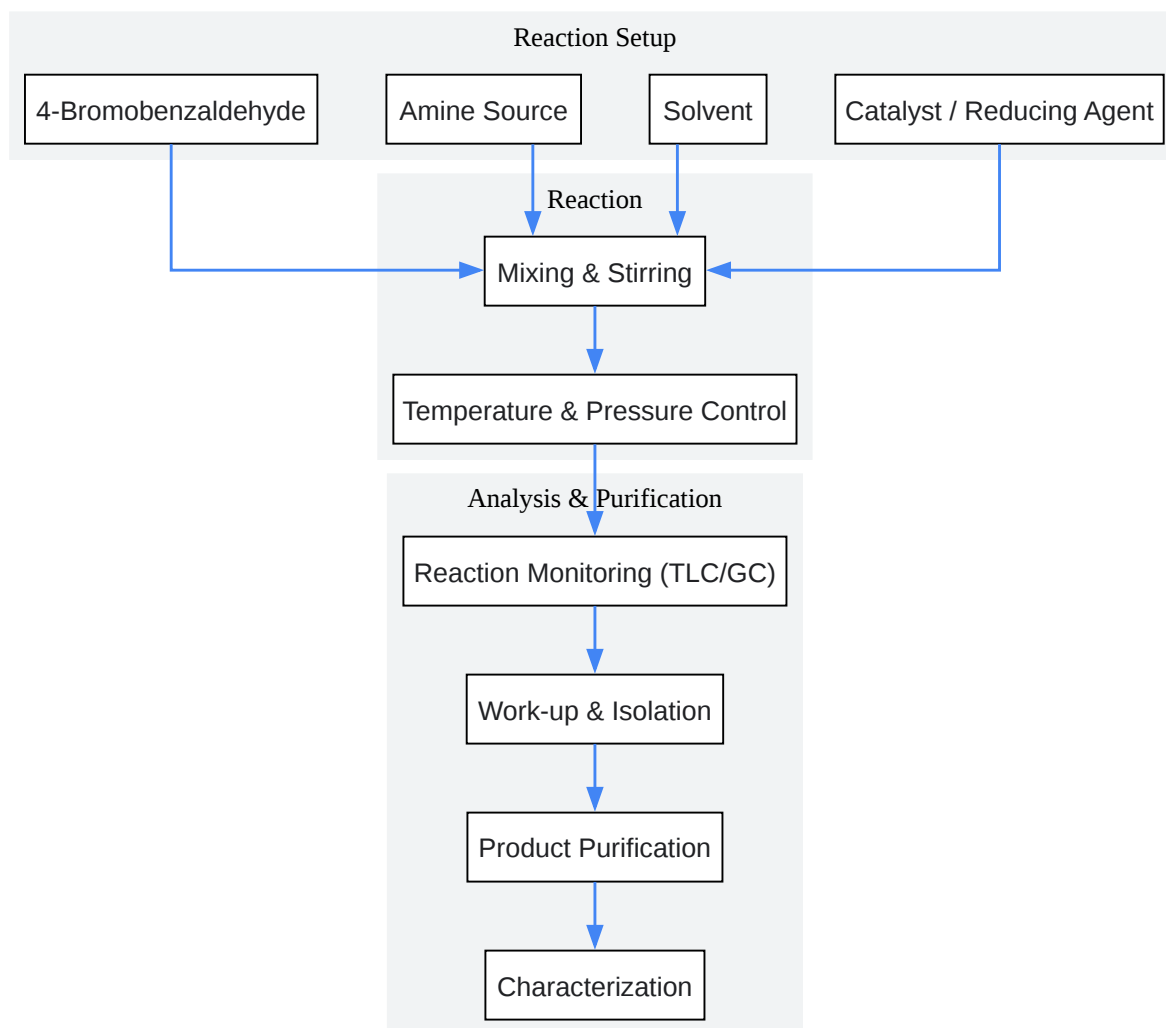 Reaction Setup
4-Bromobenzaldehyde
Amine Source
Solvent
Catalyst / Reducing Agent
Reaction
Mixing & Stirring
Temperature & Pressure Control
Analysis & Purification
Reaction Monitoring (TLC/GC)
Work-up & Isolation
Product Purification
Characterization